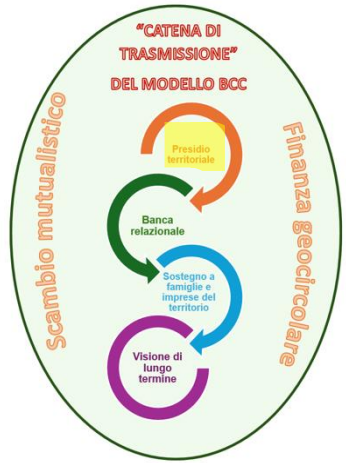 “CATENA DI
TRASMISSIONE”
DEL MODELLO BCC
Scambio mutualistico
Finanza geocircolare
Presidio
territoriale
Banca
relazionale
Sostegno a
famiglie e
imprese del
territorio
Visione di
lungo
termine